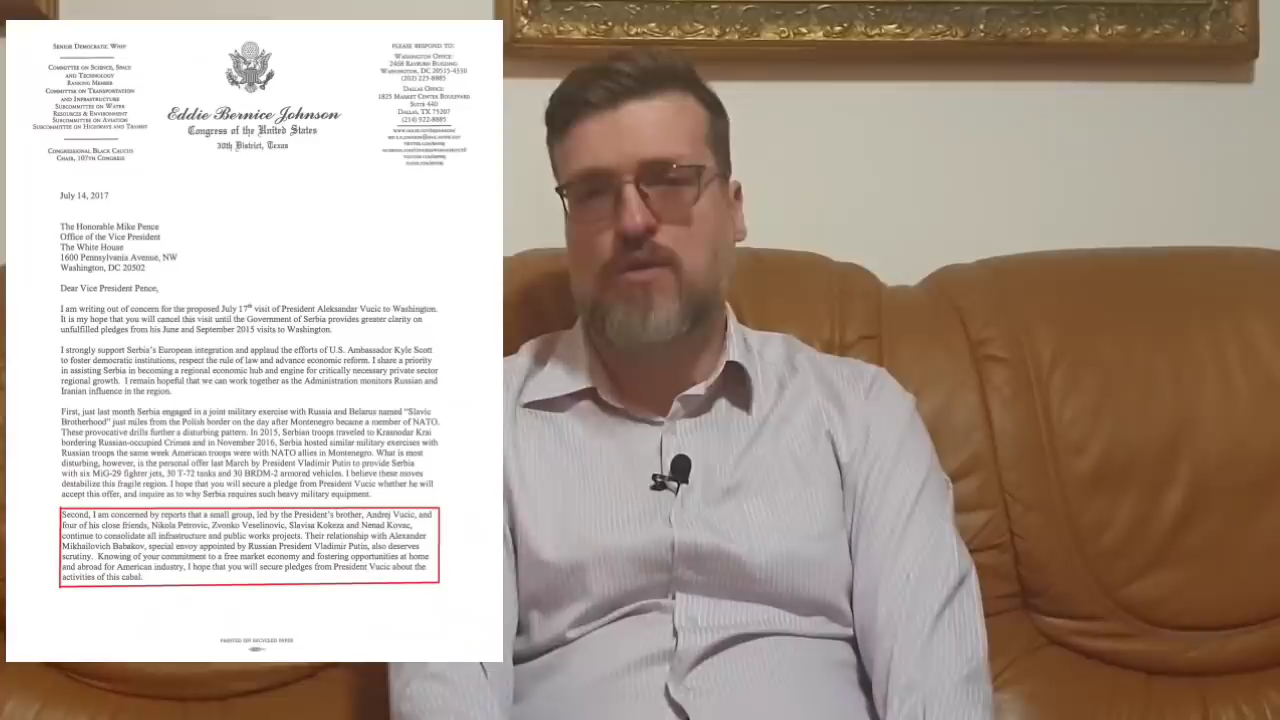 SENIOR DEMOCRATIC WHIP
COMMITTEE ON SCIENCE, SPACE
AND TECHNOLOGY
RANKING MEMBER
COMMITTEE ON TRANSPORTATION
AND INFRASTRUCTURE
SUBCOMMITTEE ON WATER
RESOURCES & ENVIRONMENT
SUBCOMMITTEE ON AVIATION
SUBCOMMITTEE ON HIGHWAYS AND TRANSIT
CONGRESSIONAL BLACK CAUCUS
CHAIR, 107TH CONGRESS
Eddie Bernice Johnson
Congress of the United States
30th District, Texas
PLEASE RESPOND TO:
WASHINGTON OFFICE:
2468 RAYBURN BUILDING
WASHINGTON, DC 20515-4330
(202) 225-8885
DALLAS OFFICE:
1825 MARKET CENTER BOULEVARD
SUITE 440
DALLAS, TX 75207
(214) 922-8885
July 14, 2017
The Honorable Mike Pence
Office of the Vice President
The White House
1600 Pennsylvania Avenue, NW
Washington, DC 20502
Dear Vice President Pence,
I am writing out of concern for the proposed July 17th visit of President Aleksandar Vucic to Washington.
It is my hope that you will cancel this visit until the Government of Serbia provides greater clarity on
unfulfilled pledges from his June and September 2015 visits to Washington.
I strongly support Serbia's European integration and applaud the efforts of U.S. Ambassador Kyle Scott
to foster democratic institutions, respect the rule of law and advance economic reform. I share a priority
in assisting Serbia in becoming a regional economic hub and engine for critically necessary private sector
regional growth. I remain hopeful that we can work together as the Administration monitors Russian and
Iranian influence in the region.
First, just last month Serbia engaged in a joint military exercise with Russia and Belarus named "Slavic
Brotherhood" just miles from the Polish border on the day after Montenegro became a member of NATO.
These provocative drills further a disturbing pattern. In 2015, Serbian troops traveled to Krasnodar Krai
bordering Russian-occupied Crimea and in November 2016, Serbia hosted similar military exercises with
Russian troops the same week American troops were with NATO allies in Montenegro. What is most
disturbing, however, is the personal offer last March by President Vladimir Putin to provide Serbia
with six MiG-29 fighter jets, 30 T-72 tanks and 30 BRDM-2 armored vehicles. I believe these moves
destabilize this fragile region. I hope that you will secure a pledge from President Vucic whether he will
accept this offer, and inquire as to why Serbia requires such heavy military equipment.
Second, I am concerned by reports that a small group, led by the President's brother, Andrej Vucic, and
four of his close friends, Nikola Petrovic, Zvonko Veselinovic, Slavisa Kokeza and Nenad Kovac,
continue to consolidate all infrastructure and public works projects. Their relationship with Alexander
Mikhailovich Babakov, special envoy appointed by Russian President Vladimir Putin, also deserves
scrutiny. Knowing of your commitment to a free market economy and fostering opportunities at home
and abroad for American industry, I hope that you will secure pledges from President Vucic about the
activities of this cabal.
PRINTED ON RECYCLED PAPER